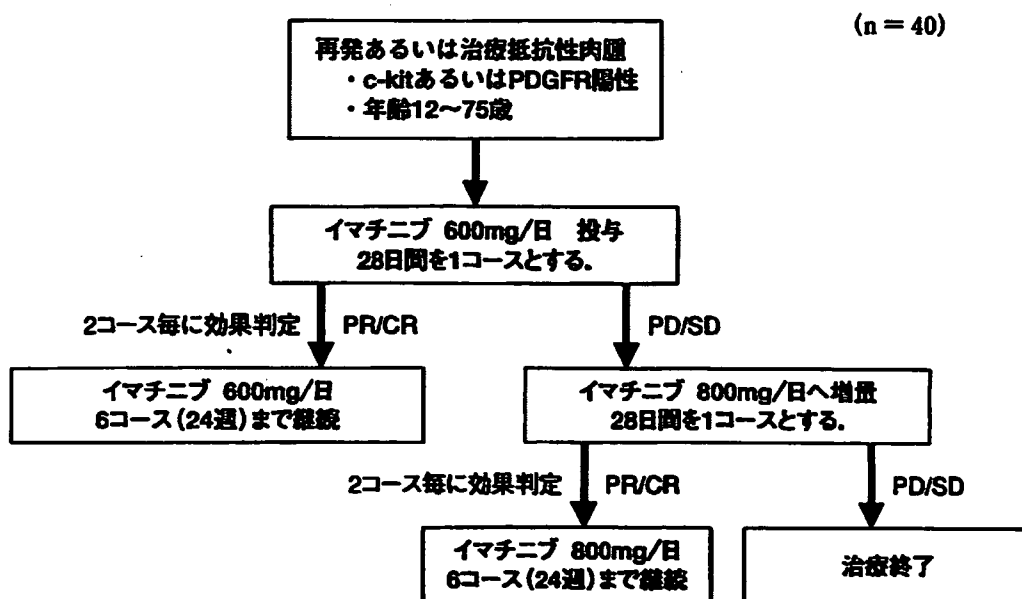 (n = 40)
再発あるいは治療抵抗性肉腫
・c-kitあるいはPDGFR陽性
・年齢12〜75歳
イマチニブ 600mg/日 投与
28日間を1コースとする.
2コース毎に効果判定 PR/CR
PD/SD
イマチニブ 600mg/日
6コース(24週)まで継続
イマチニブ 800mg/日へ増量
28日間を1コースとする.
2コース毎に効果判定 PR/CR
PD/SD
イマチニブ 800mg/日
6コース(24週)まで継続
治療終了